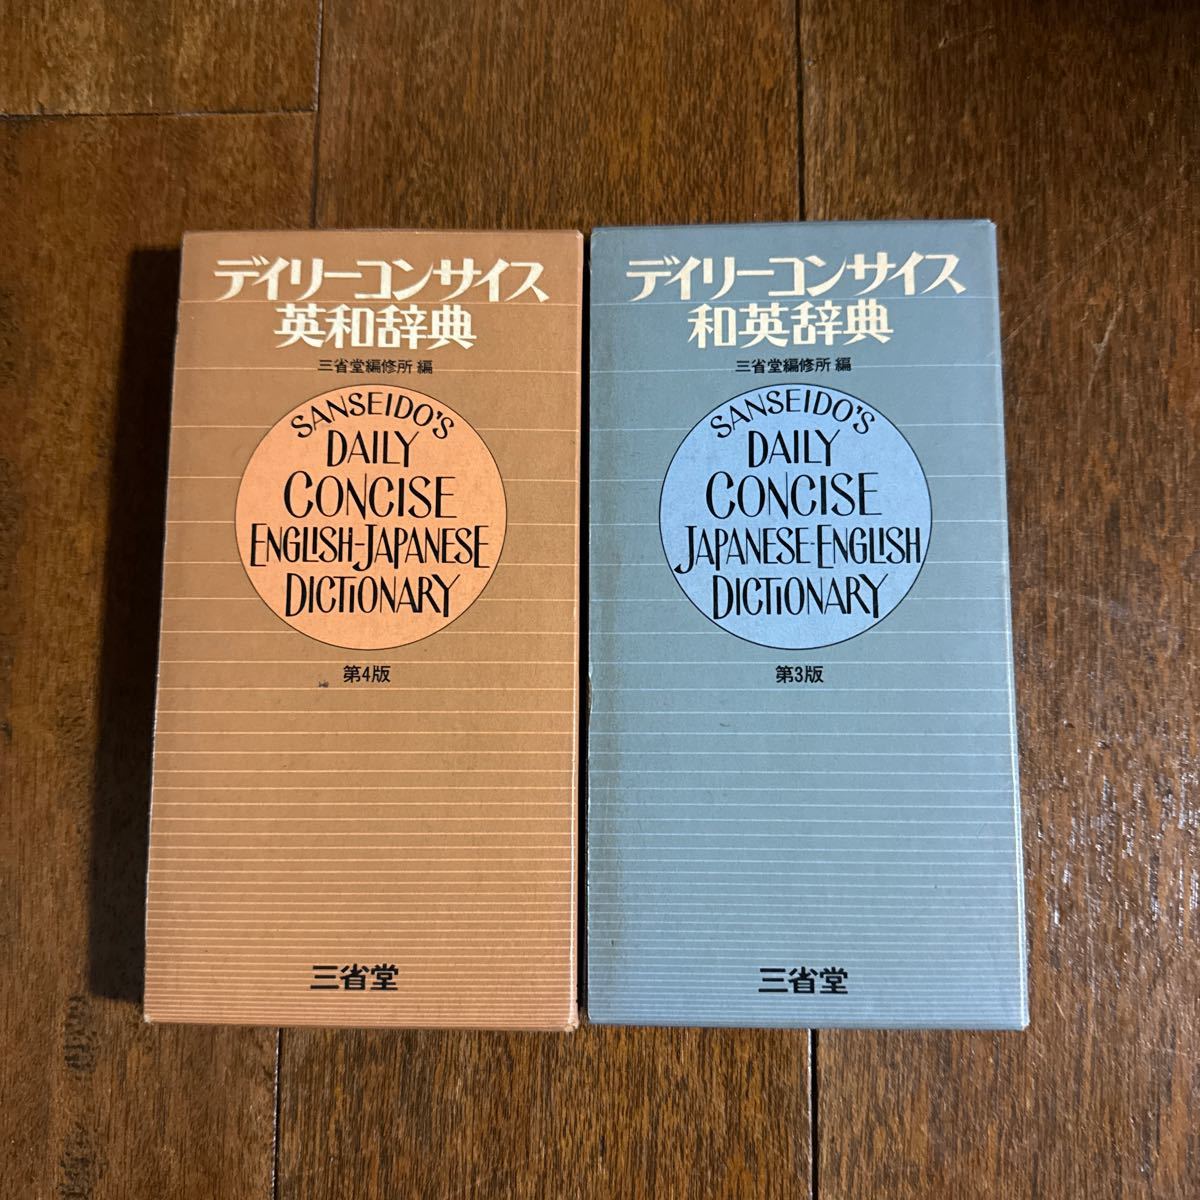 デイリーコンサイス
英和辞典
三省堂編修所 編
SANSEIDO'S
DAILY
CONCISE
ENGLISH-JAPANESE
DICTIONARY
第4版
三省堂
デイリーコンサイス
和英辞典
三省堂編修所 編
SANSEIDO'S
DAILY
CONCISE
JAPANESE-ENGLISH
DICTIONARY
第3版
三省堂